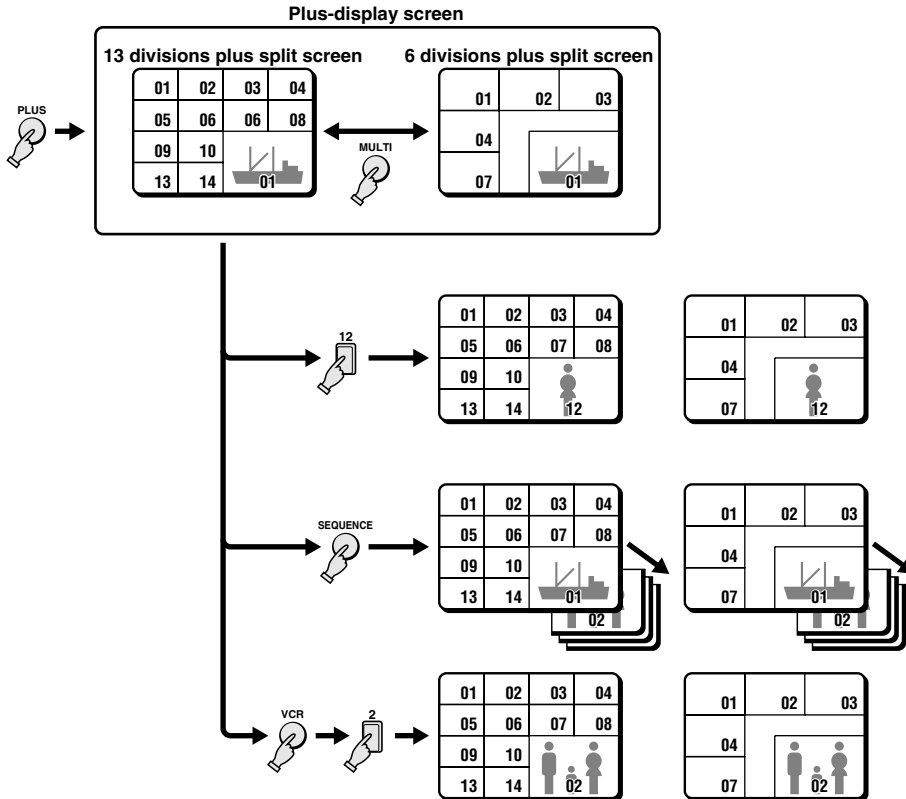 Plus-display screen
13 divisions plus split screen
6 divisions plus split screen
PLUS
01 02 03 04
05 06 06 08
09 10
13 14 01
MULTI
01 02 03
04
07 01
12
01 02 03 04
05 06 07 08
09 10
13 14 12
01 02 03
04
07 12
SEQUENCE
01 02 03 04
05 06 07 08
09 10
13 14 01
02
01 02 03
04
07 01
02
VCR
2
01 02 03 04
05 06 07 08
09 10
13 14 02
01 02 03
04
07 02